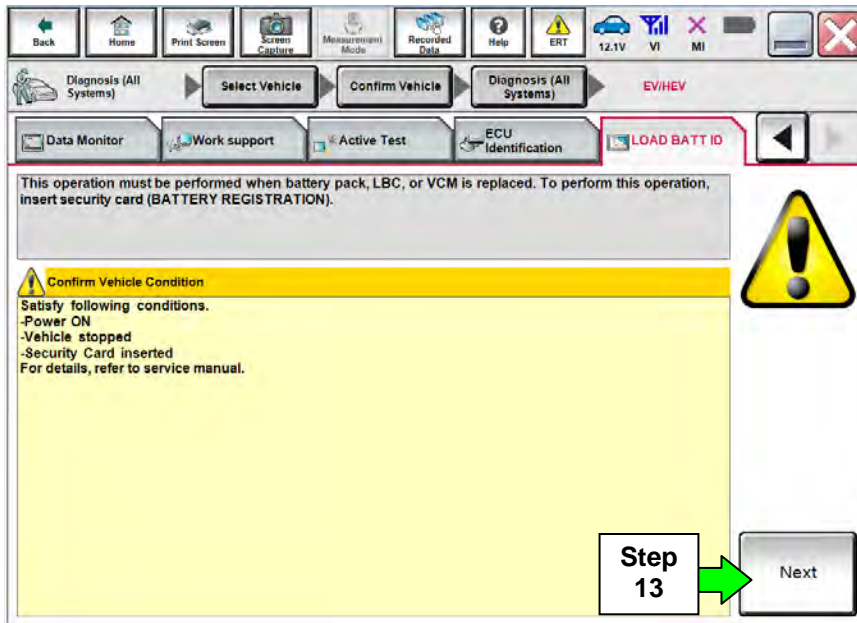 Back
Home
Print Screen
Screen
Capture
Measurement
Mode
Recorded
Data
Help
ERT
12.1V
VI
MI
Diagnosis (All
Systems)
Select Vehicle
Confirm Vehicle
Diagnosis (All
Systems)
EV/HEV
Data Monitor
Work support
Active Test
ECU
Identification
LOAD BATT ID
This operation must be performed when battery pack, LBC, or VCM is replaced. To perform this operation,
insert security card (BATTERY REGISTRATION).
Confirm Vehicle Condition
Satisfy following conditions.
-Power ON
-Vehicle stopped
-Security Card inserted
For details, refer to service manual.
Step
13
Next